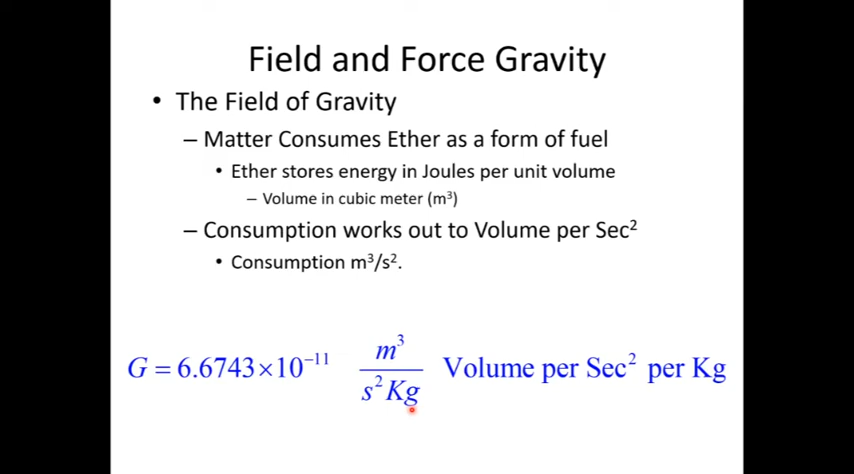 Field and Force Gravity
• The Field of Gravity
– Matter Consumes Ether as a form of fuel
• Ether stores energy in Joules per unit volume
– Volume in cubic meter (m³)
– Consumption works out to Volume per Sec²
• Consumption m³/s².
G = 6.6743×10⁻¹¹ m³/s²Kg Volume per Sec² per Kg